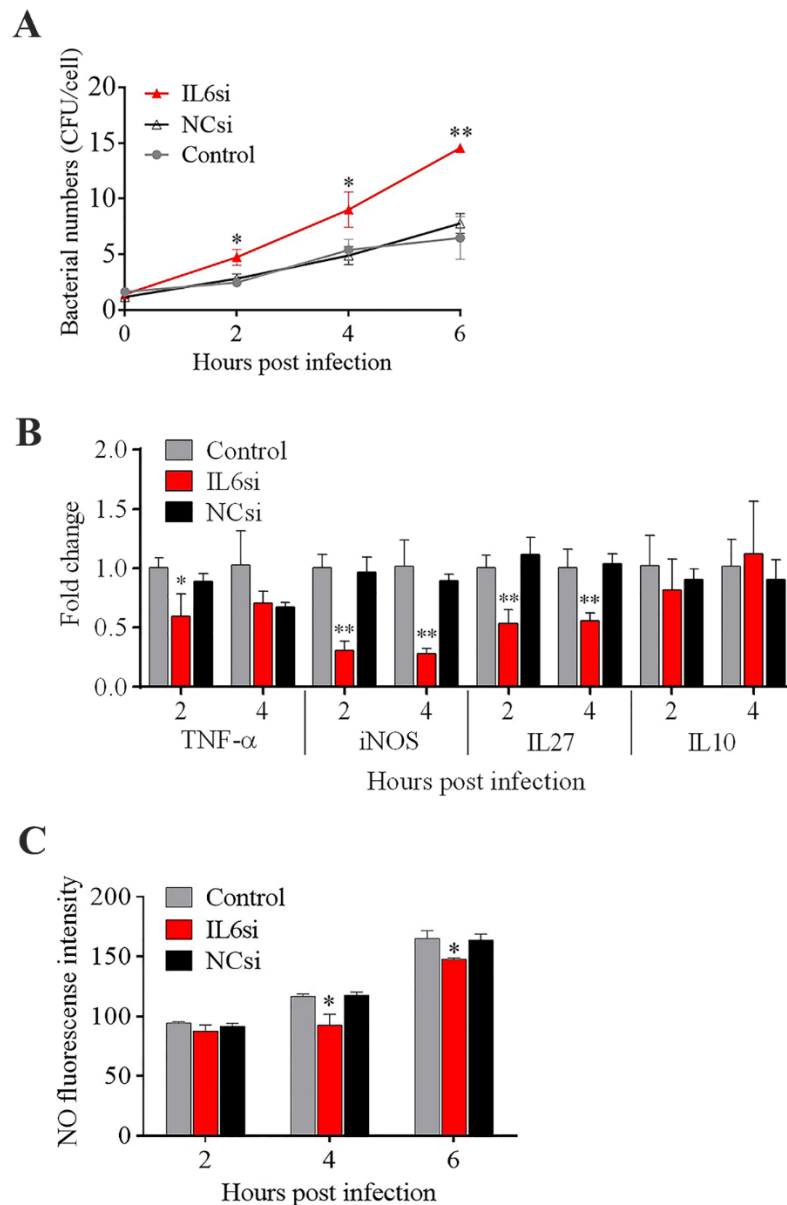 A
Bacterial numbers (CFU/cell)
20
15
10
5
0
IL6si
NCsi
Control
*
*
**
0 2 4 6
Hours post infection
B
Fold change
2.0
1.5
1.0
0.5
0.0
Control
IL6si
NCsi
*
**
**
**
**
2 4 2 4 2 4 2 4
TNF-α iNOS IL27 IL10
Hours post infection
C
NO fluorescense intensity
200
150
100
50
0
Control
IL6si
NCsi
*
*
2 4 6
Hours post infection